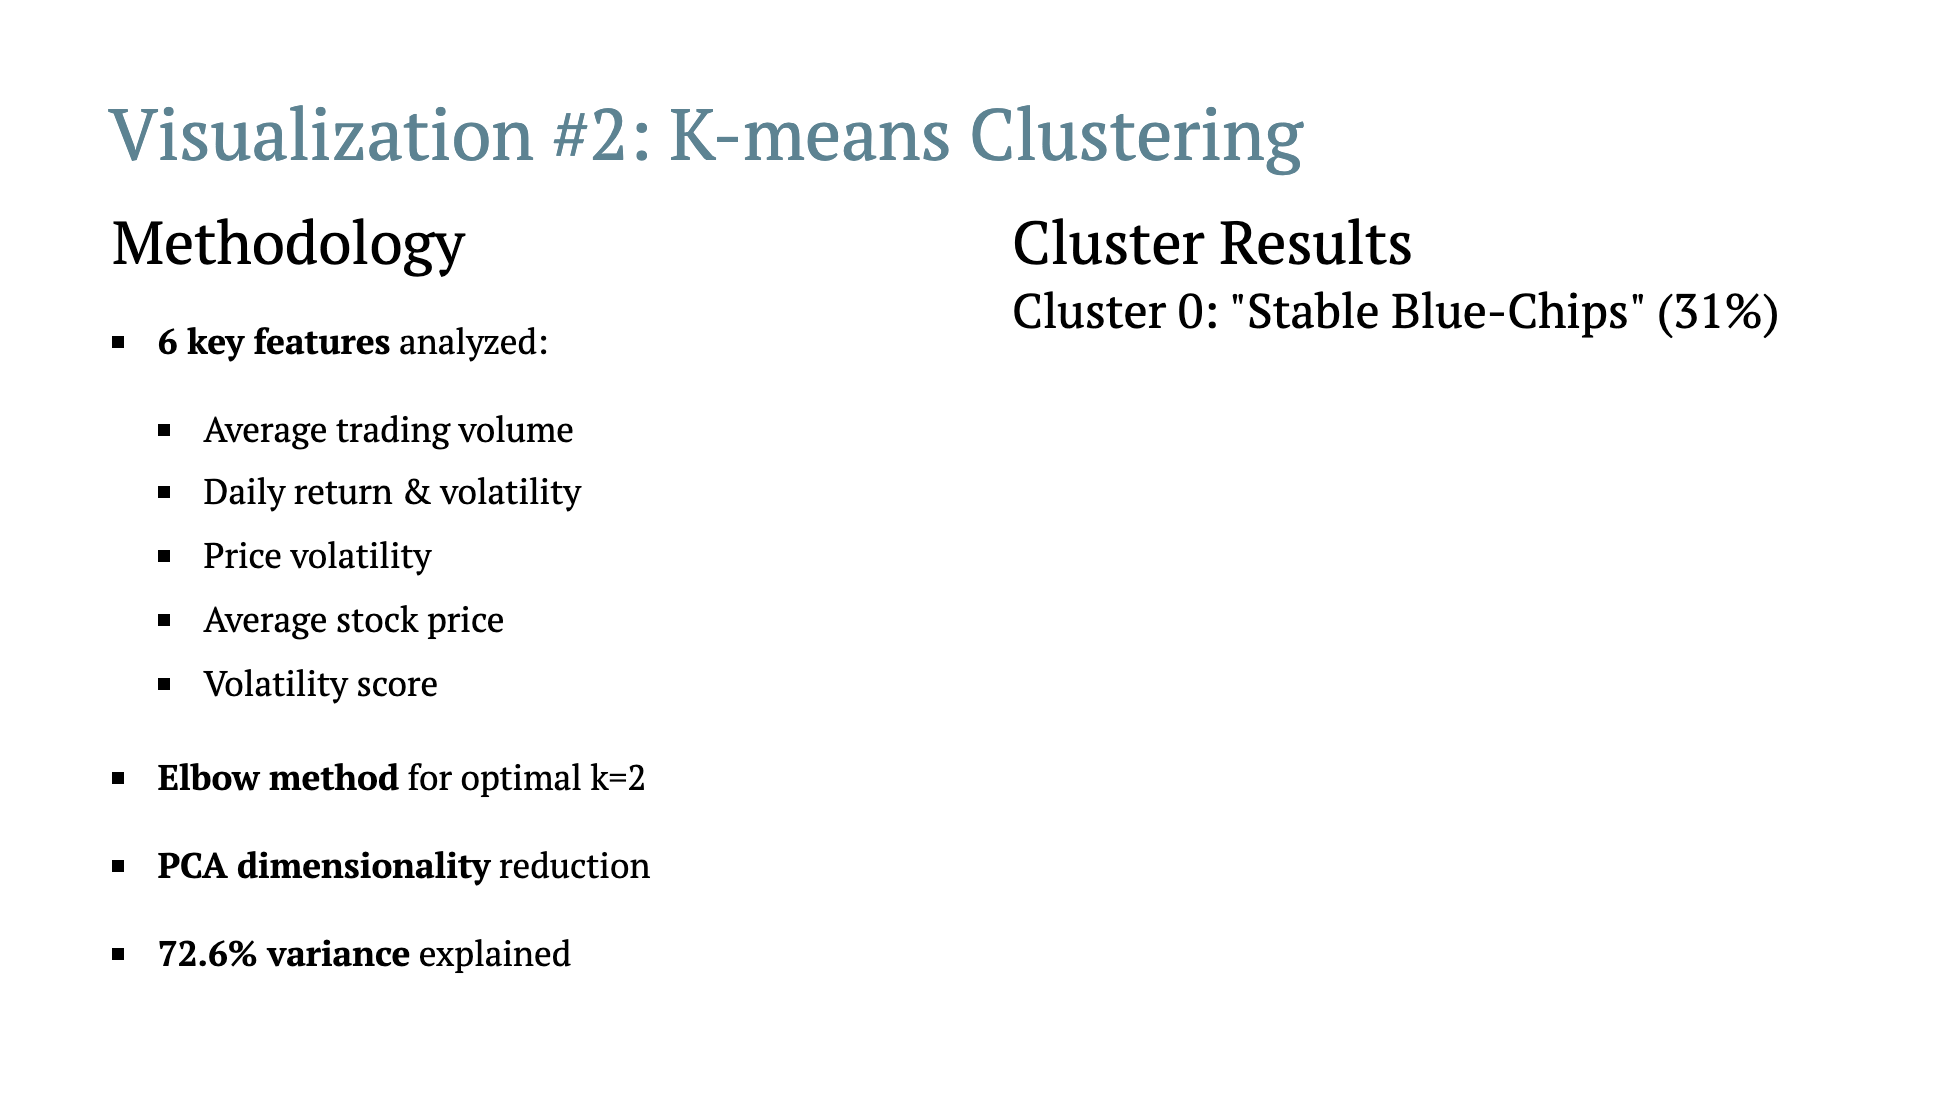 Visualization #2: K-means Clustering
Methodology
6 key features analyzed:
Average trading volume
Daily return & volatility
Price volatility
Average stock price
Volatility score
Elbow method for optimal k=2
PCA dimensionality reduction
72.6% variance explained
Cluster Results
Cluster 0: "Stable Blue-Chips" (31%)